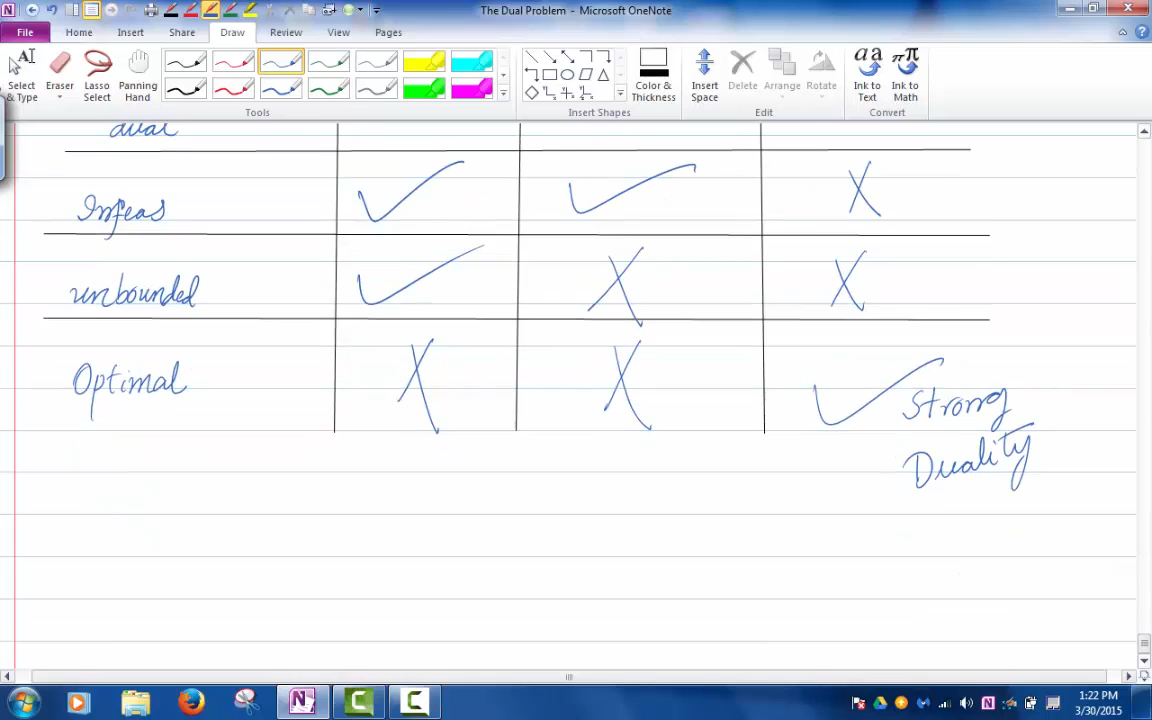 The Dual Problem - Microsoft OneNote
File Home Insert Share Draw Review View Pages
Select & Type
Eraser
Lasso Select
Panning Hand
Color & Thickness
Insert Space
Delete
Arrange
Rotate
Ink to Text
Ink to Math
Tools
Insert Shapes
Edit
Convert
dual
Infeas ✓ ✓ X
unbounded ✓ X X
Optimal X X ✓ Strong
Duality
1:22 PM
3/30/2015